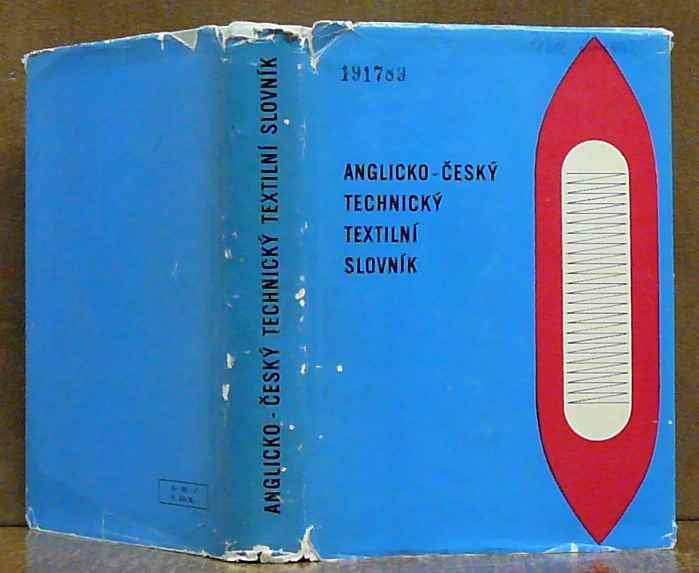 ANGLICKO - ČESKÝ TECHNICKÝ TEXTILNÍ SLOVNÍK
191789
ANGLICKO-ČESKÝ
TECHNICKÝ
TEXTILNÍ
SLOVNÍK